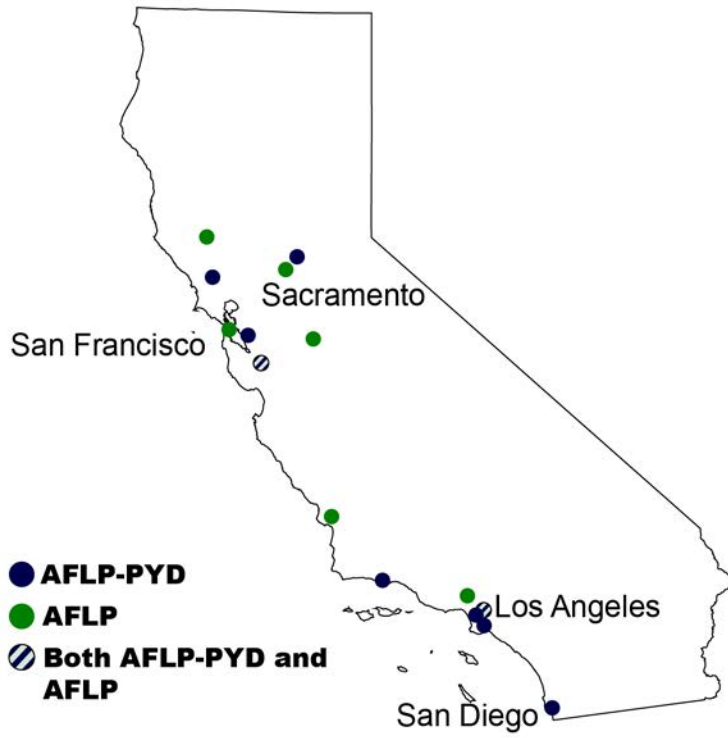 Sacramento
San Francisco
AFLP-PYD
AFLP
Both AFLP-PYD and
AFLP
Los Angeles
San Diego